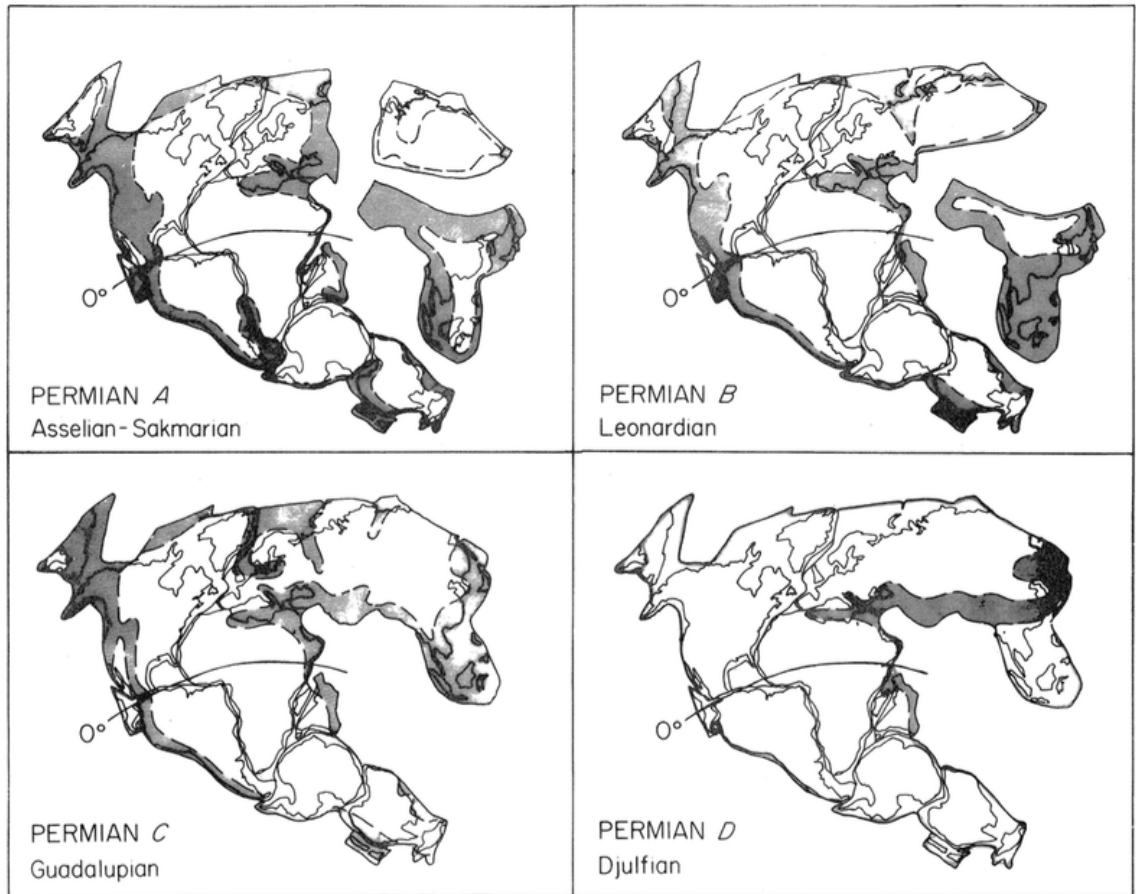 0°
PERMIAN A
Asselian-Sakmarian
0°
PERMIAN B
Leonardian
0°
PERMIAN C
Guadalupian
0°
PERMIAN D
Djulfian